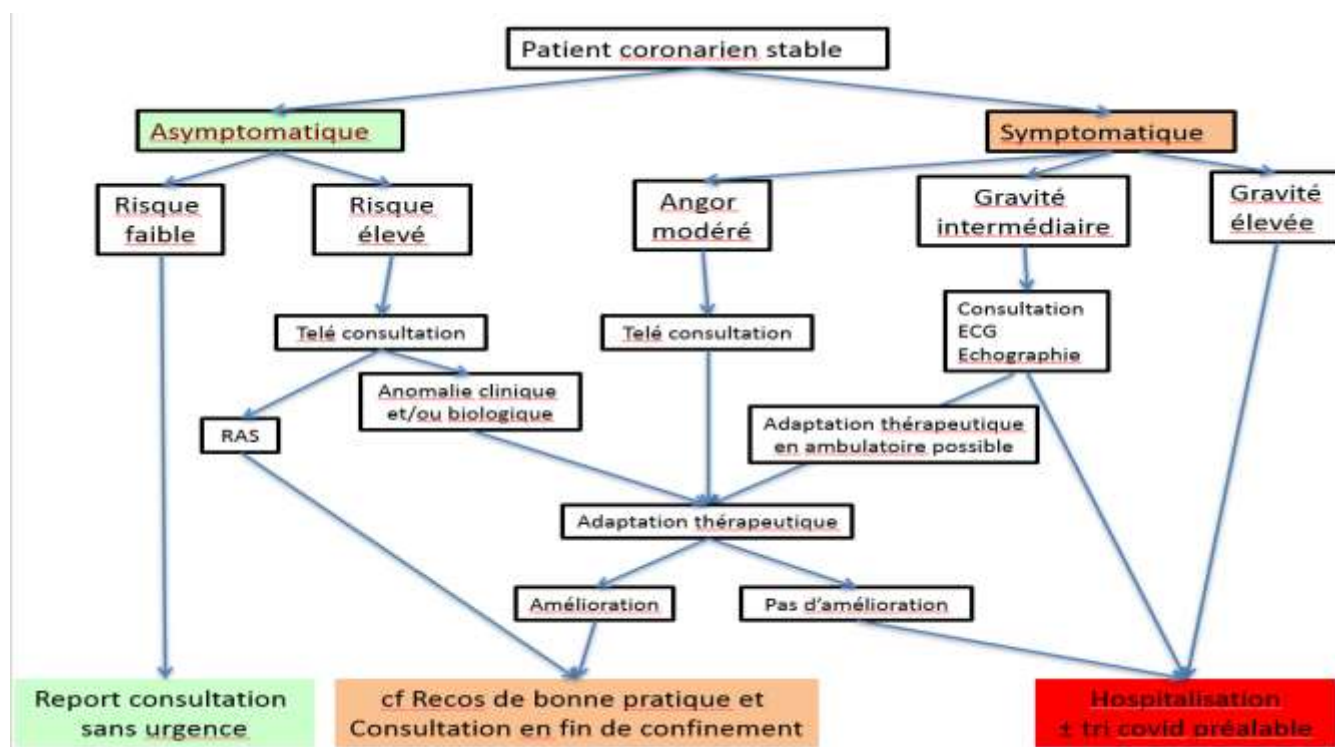 Patient coronarien stable
Asymptomatique
Symptomatique
Risque
faible
Risque
élevé
Angor
modéré
Gravité
intermédiaire
Gravité
élevée
Telé consultation
Telé consultation
Consultation
ECG
Echographie
Anomalie clinique
et/ou biologique
RAS
Adaptation thérapeutique
en ambulatoire possible
Adaptation thérapeutique
Amélioration
Pas d'amélioration
Report consultation
sans urgence
cf Recos de bonne pratique et
Consultation en fin de confinement
Hospitalisation
± tri covid préalable